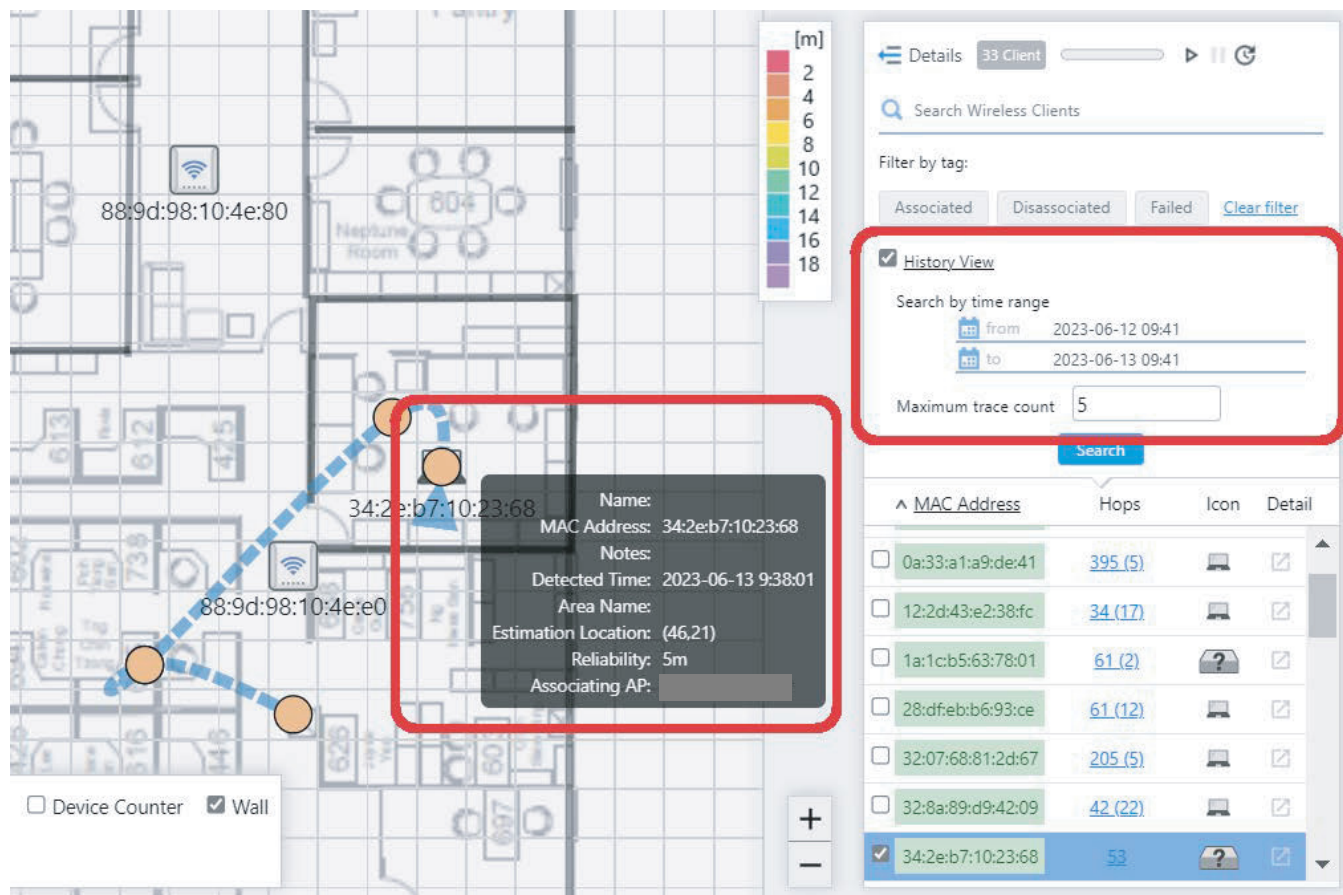 Pantry
88:9d:98:10:4e:80
604
Neptune
Room
613
612
425
34:2e:b7:10:23:68
738
88:9d:98:10:4e:e0
626
697
[m]
2
4
6
8
10
12
14
16
18
Name:
MAC Address: 34:2e:b7:10:23:68
Notes:
Detected Time: 2023-06-13 9:38:01
Area Name:
Estimation Location: (46,21)
Reliability: 5m
Associating AP:
Device Counter
Wall
+
−
Details
33 Client
Search Wireless Clients
Filter by tag:
Associated Disassociated Failed Clear filter
History View
Search by time range
from 2023-06-12 09:41
to 2023-06-13 09:41
Maximum trace count 5
Search
MAC Address Hops Icon Detail
0a:33:a1:a9:de:41 395 (5)
12:2d:43:e2:38:fc 34 (17)
1a:1c:b5:63:78:01 61 (2) ?
28:df:eb:b6:93:ce 61 (12)
32:07:68:81:2d:67 205 (5)
32:8a:89:d9:42:09 42 (22)
34:2e:b7:10:23:68 53 ?